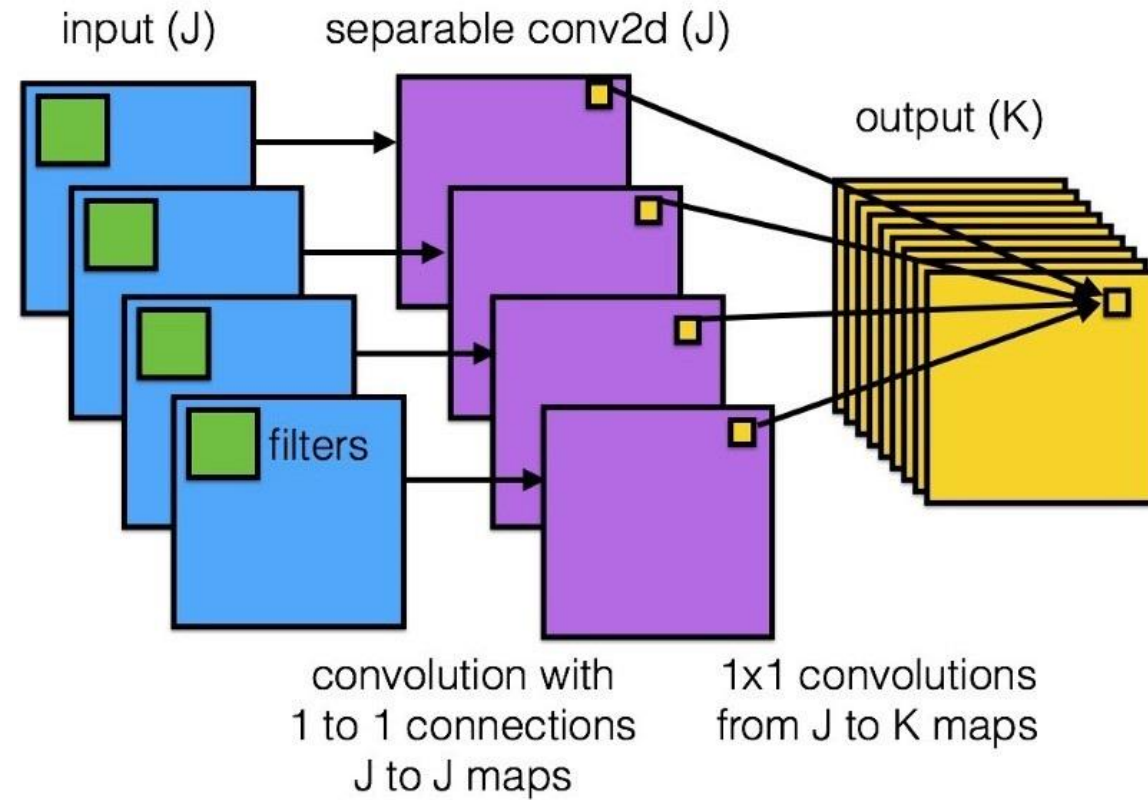 input (J)
separable conv2d (J)
output (K)
filters
convolution with
1 to 1 connections
J to J maps
1x1 convolutions
from J to K maps